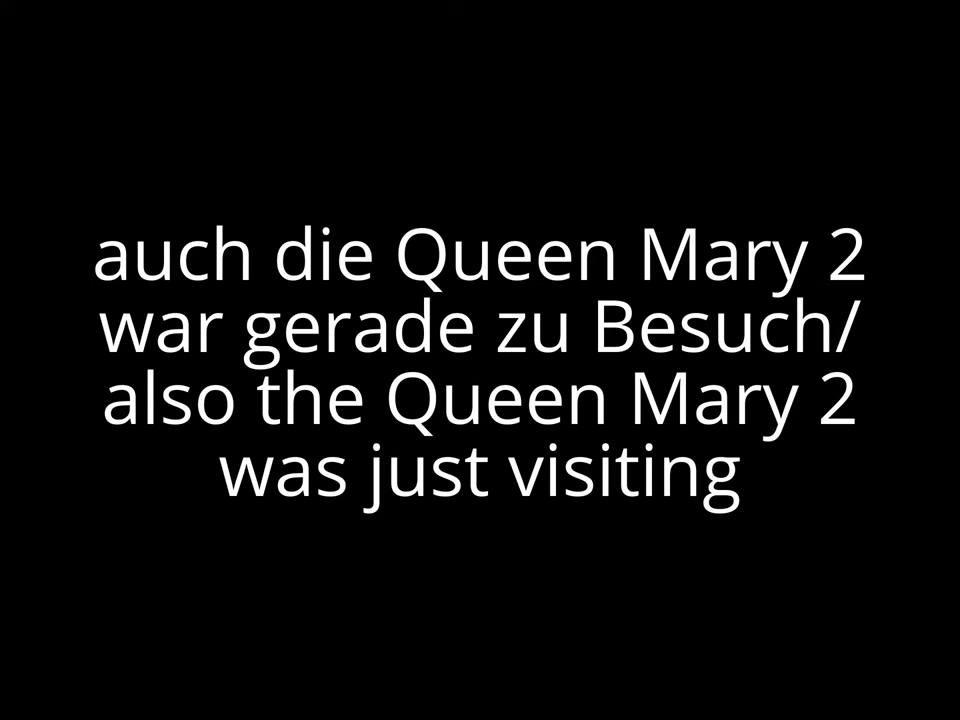 auch die Queen Mary 2
war gerade zu Besuch/
also the Queen Mary 2
was just visiting